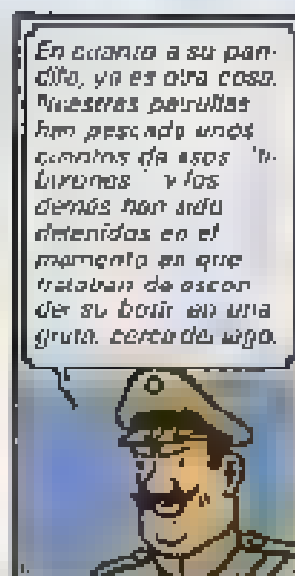 En cuanto a su pan-
dilla, ya es otra cosa.
Nuestras patrullas
han pescado unos
cuantos de esos "ti-
burones" y los
demás han sido
detenidos en el
momento en que
trataban de escon-
der su botín en una
gruta, cerca del lago.